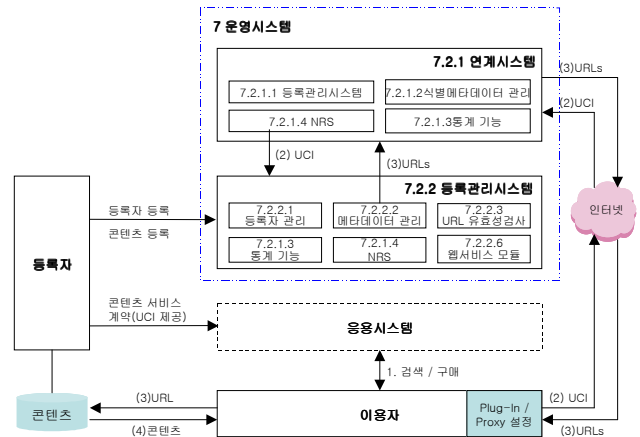 7 운영시스템
7.2.1 연계시스템
(3)URLs
7.2.1.1 등록관리시스템
7.2.1.2식별메타데이터 관리
(2)UCI
7.2.1.4 NRS
7.2.1.3통계 기능
(2) UCI
(3)URLs
7.2.2 등록관리시스템
등록자 등록
콘텐츠 등록
7.2.2.1
등록자 관리
7.2.2.2
메타데이터 관리
7.2.2.3
URL 유효성검사
인터넷
7.2.1.3
통계 기능
7.2.1.4
NRS
7.2.2.6
웹서비스 모듈
등록자
콘텐츠 서비스
계약(UCI 제공)
응용시스템
1. 검색 / 구매
콘텐츠
(3)URL
(4)콘텐츠
이용자
Plug-In /
Proxy 설정
(2) UCI
(3)URLs